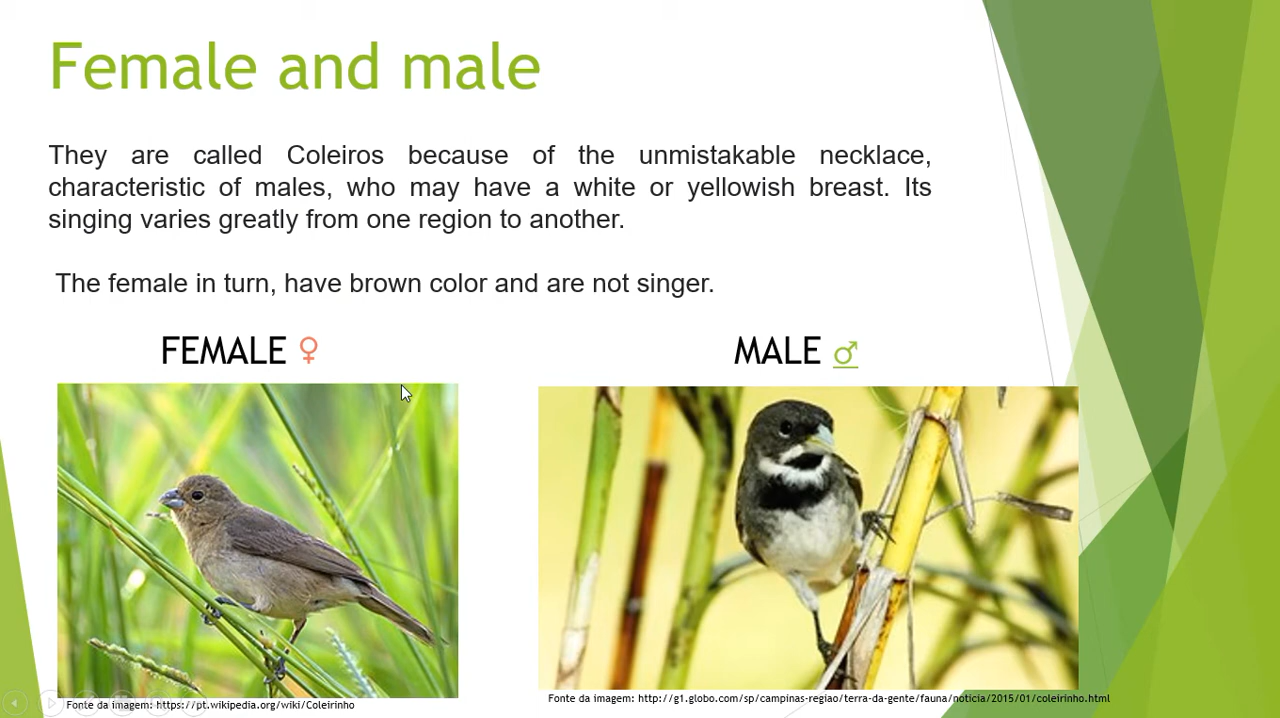 Female and male
They are called Coleiros because of the unmistakable necklace,
characteristic of males, who may have a white or yellowish breast. Its
singing varies greatly from one region to another.
The female in turn, have brown color and are not singer.
FEMALE ♀
MALE ♂
Fonte da imagem: https://pt.wikipedia.org/wiki/Coleirinho
Fonte da imagem: http://g1.globo.com/sp/campinas-regiao/terra-da-gente/fauna/noticia/2015/01/coleirinho.html